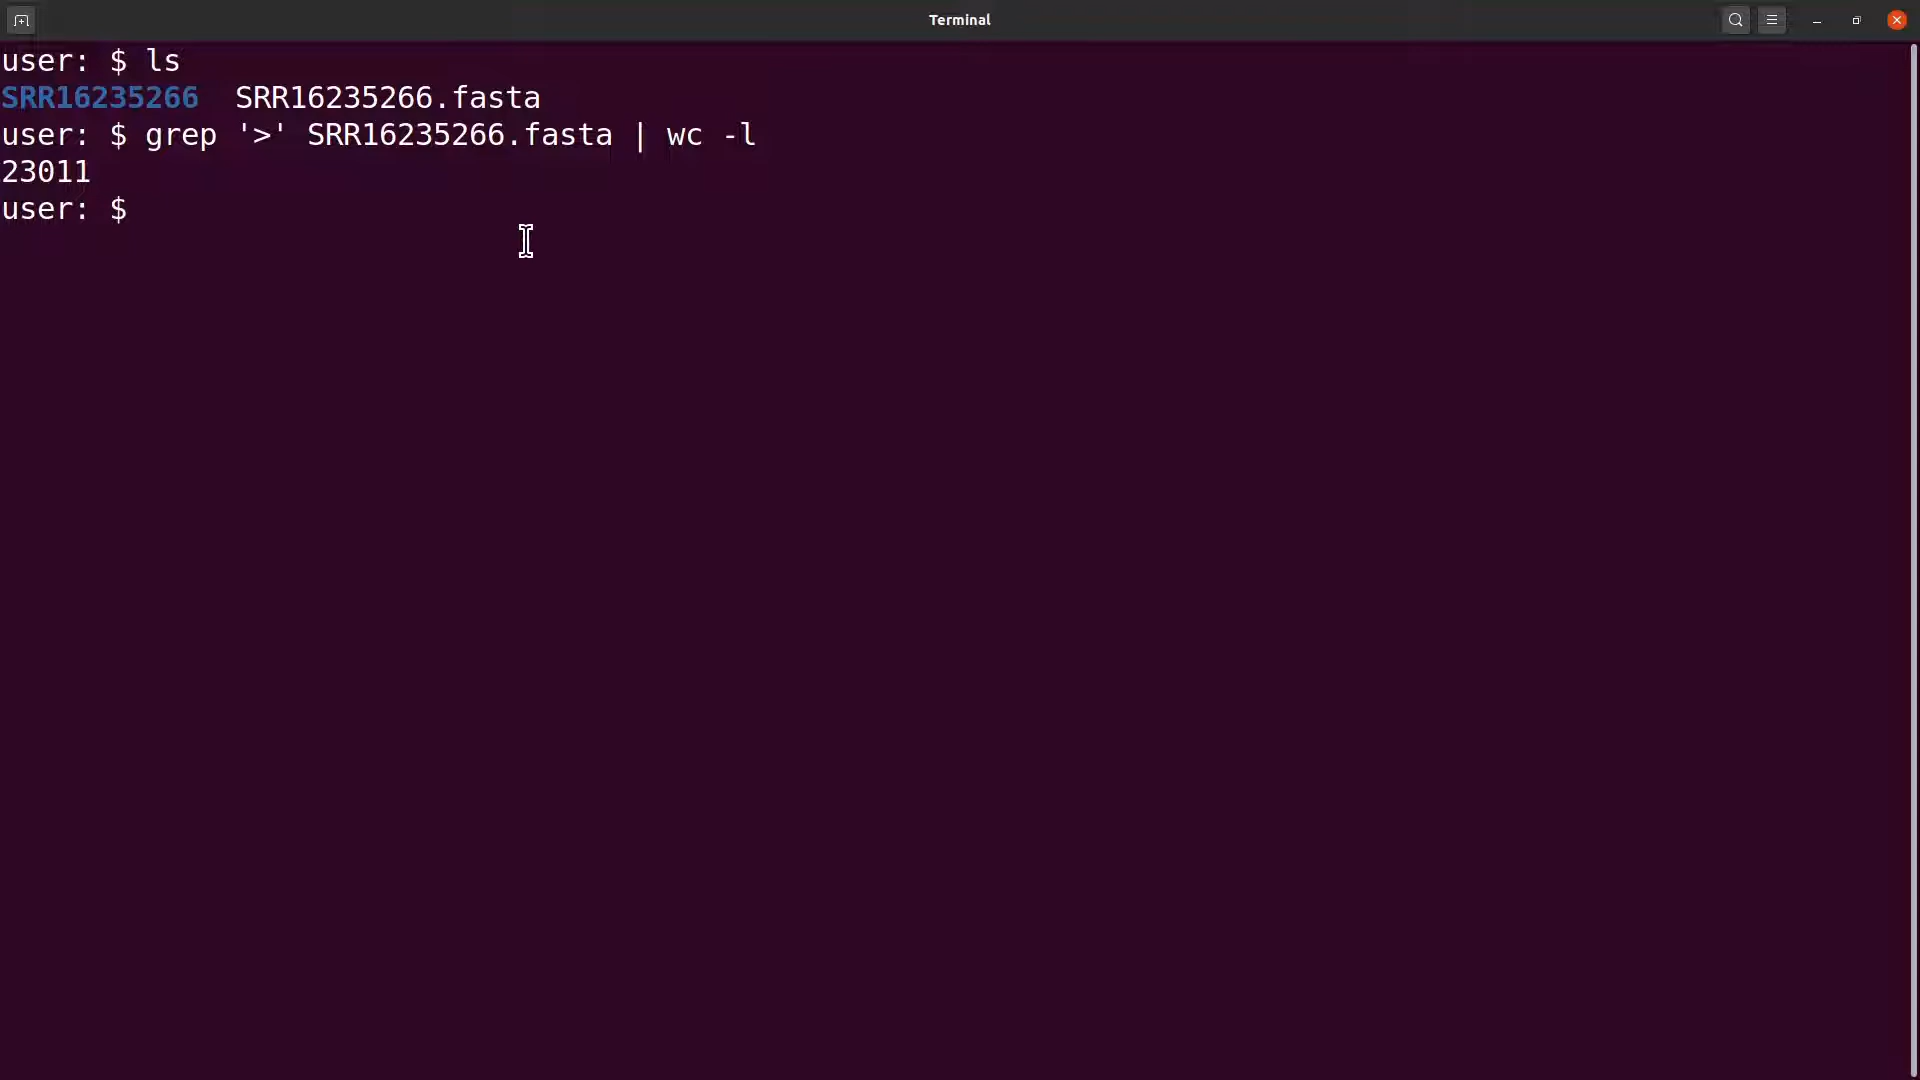 Terminal
user: $ ls
SRR16235266  SRR16235266.fasta
user: $ grep '>' SRR16235266.fasta | wc -l
23011
user: $